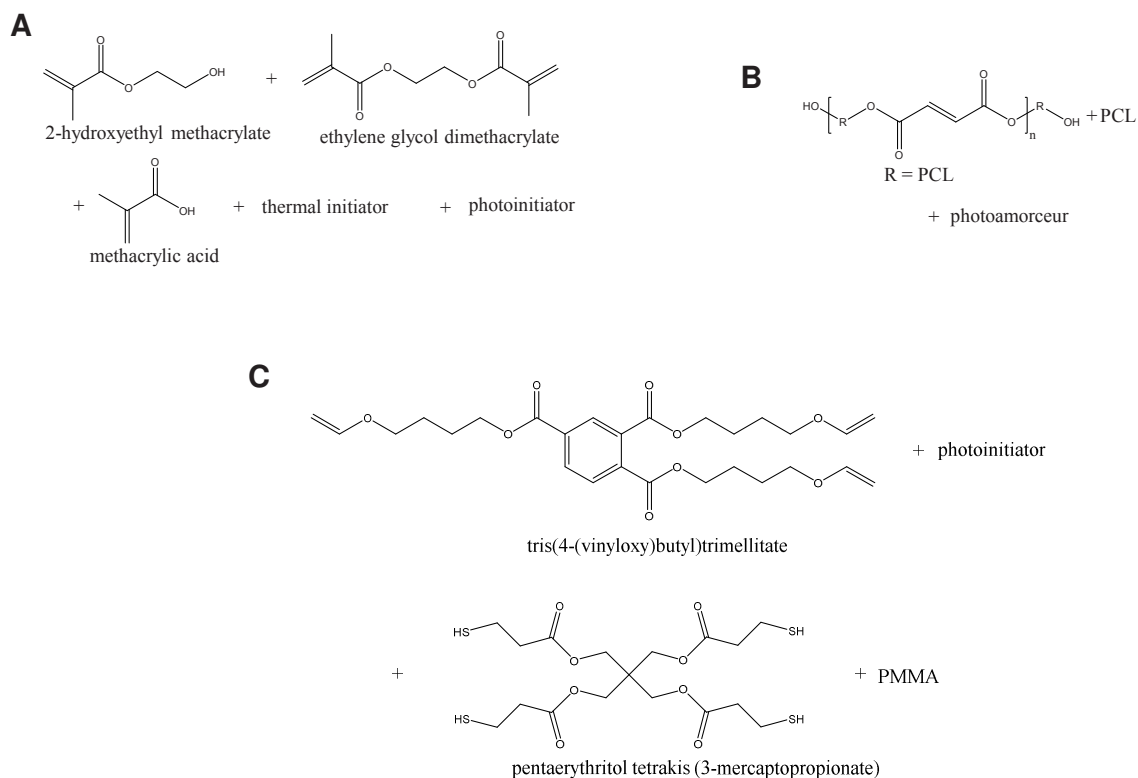 A
O
O
OH
+
O
O
O
O
2-hydroxyethyl methacrylate
ethylene glycol dimethacrylate
+
O
OH
+ thermal initiator
+ photoinitiator
methacrylic acid
B
HO
R
O
O
O
O
n
R
OH
+PCL
R = PCL
+ photoamorceur
C
O
O
O
O
O
O
O
O
O
+ photoinitiator
tris(4-(vinyloxy)butyl)trimellitate
+
HS
O
O
O
O
SH
HS
O
O
O
O
SH
+ PMMA
pentaerythritol tetrakis (3-mercaptopropionate)